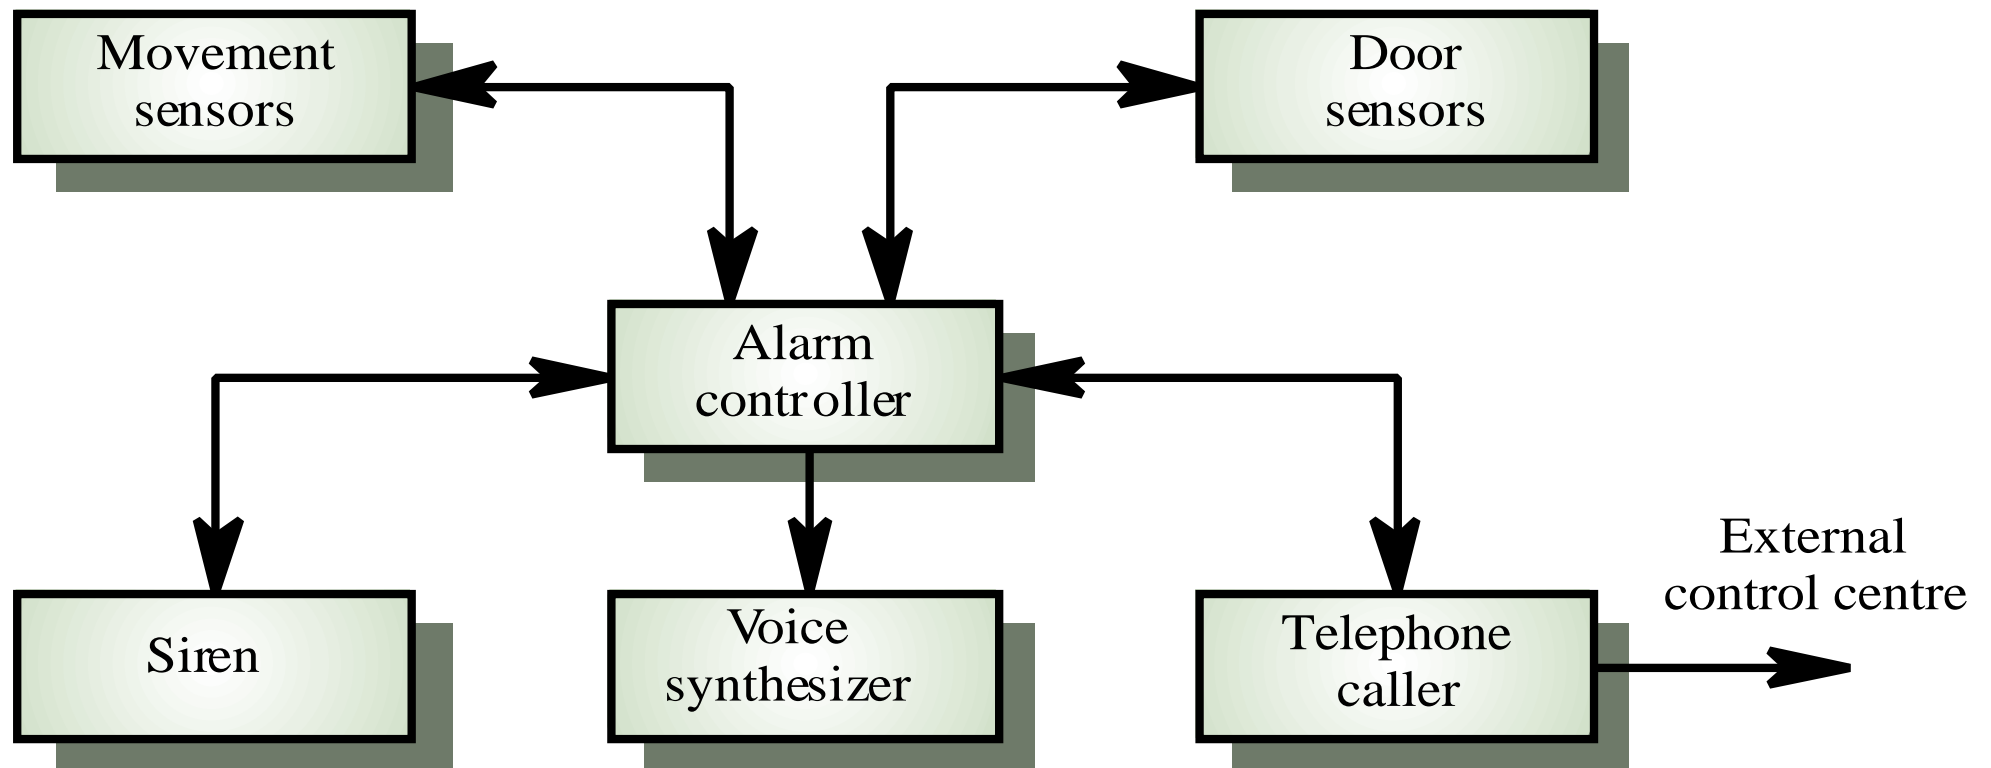 Movement
sensors
Door
sensors
Alarm
controller
External
control centre
Siren
Voice
synthesizer
Telephone
caller